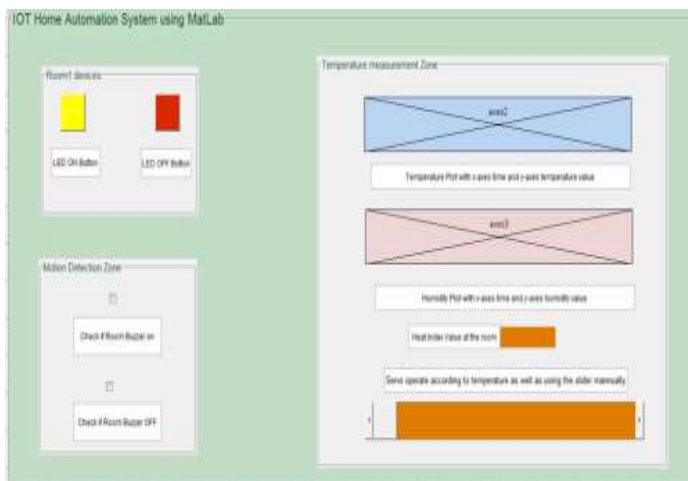 IOT Home Automation System using MatLab
Room1 devices
LED ON Button
LED OFF Button
Motion Detection Zone
Check if Room Buzzer on
Check if Room Buzzer OFF
Temperature measurement Zone
axes2
Temperature Plot with x-axes time and y-axes temperature value
axes3
Humidity Plot with x-axes time and y-axes humidity value
Heat Index Value at the room
Servo operate according to temperature as well as using the slider mannually